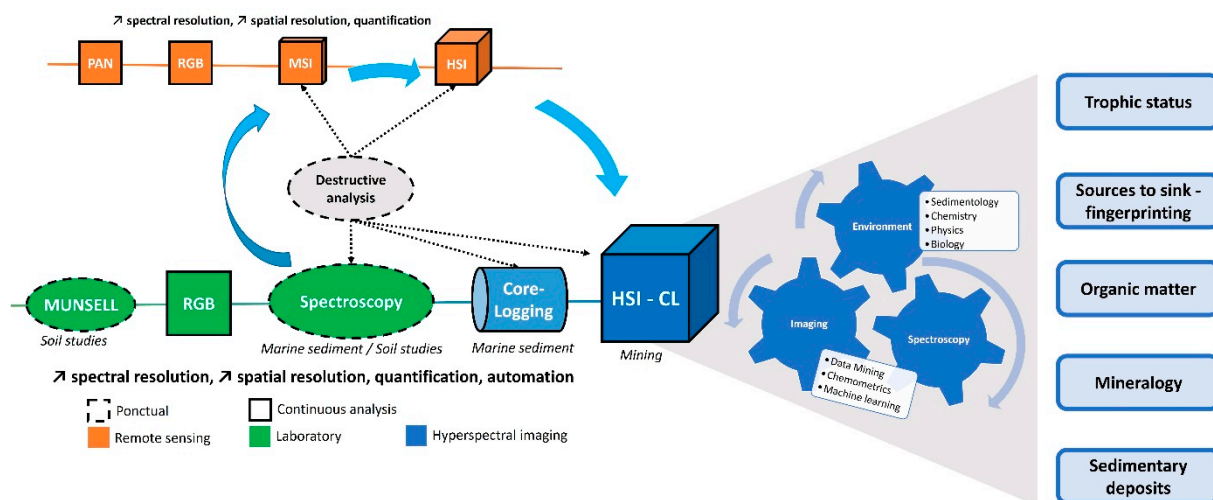 ↗ spectral resolution, ↗ spatial resolution, quantification
PAN
RGB
MSI
HSI
Destructive
analysis
MUNSELL
Soil studies
RGB
Spectroscopy
Marine sediment / Soil studies
Core-
Logging
Marine sediment
HSI - CL
Mining
↗ spectral resolution, ↗ spatial resolution, quantification, automation
Ponctual
Continuous analysis
Remote sensing
Laboratory
Hyperspectral imaging
Environment
• Sedimentology
• Chemistry
• Physics
• Biology
Imaging
Spectroscopy
• Data Mining
• Chemometrics
• Machine learning
Trophic status
Sources to sink -
fingerprinting
Organic matter
Mineralogy
Sedimentary
deposits